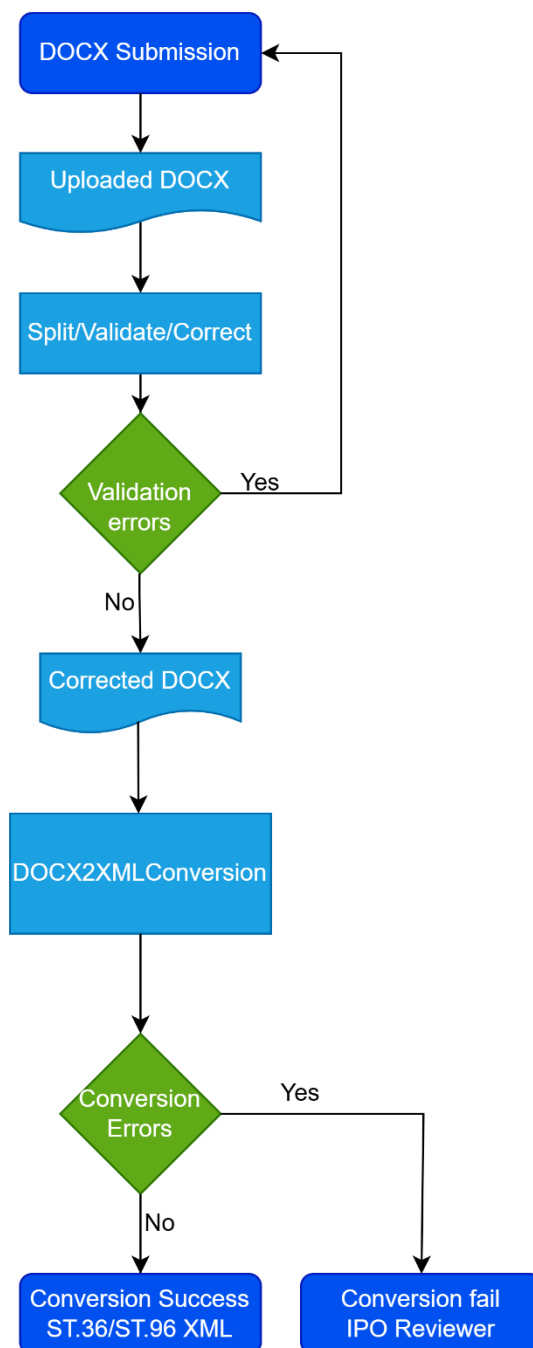 DOCX Submission
Uploaded DOCX
Split/Validate/Correct
Validation
errors
Yes
No
Corrected DOCX
DOCX2XMLConversion
Conversion
Errors
Yes
No
Conversion Success
ST.36/ST.96 XML
Conversion fail
IPO Reviewer